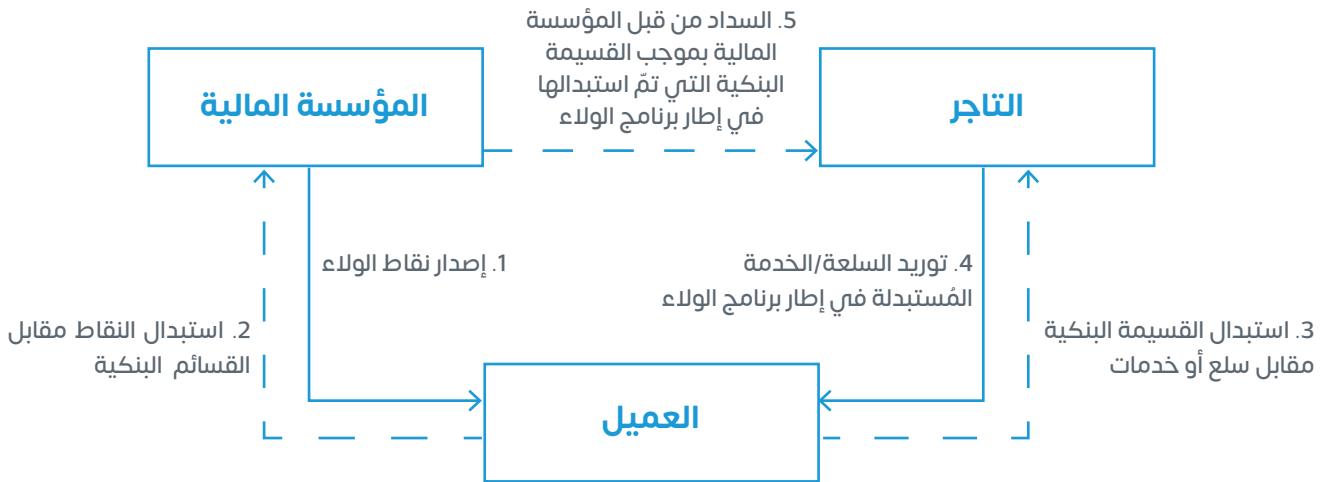 5. السداد من قبل المؤسسة
المالية بموجب القسيمة
البنكية التي تمّ استبدالها
في إطار برنامج الولاء
التاجر
المؤسسة المالية
4. توريد السلعة/الخدمة
المُستبدلة في إطار برنامج الولاء
1. إصدار نقاط الولاء
3. استبدال القسيمة البنكية
مقابل سلع أو خدمات
2. استبدال النقاط مقابل
القسائم البنكية
العميل